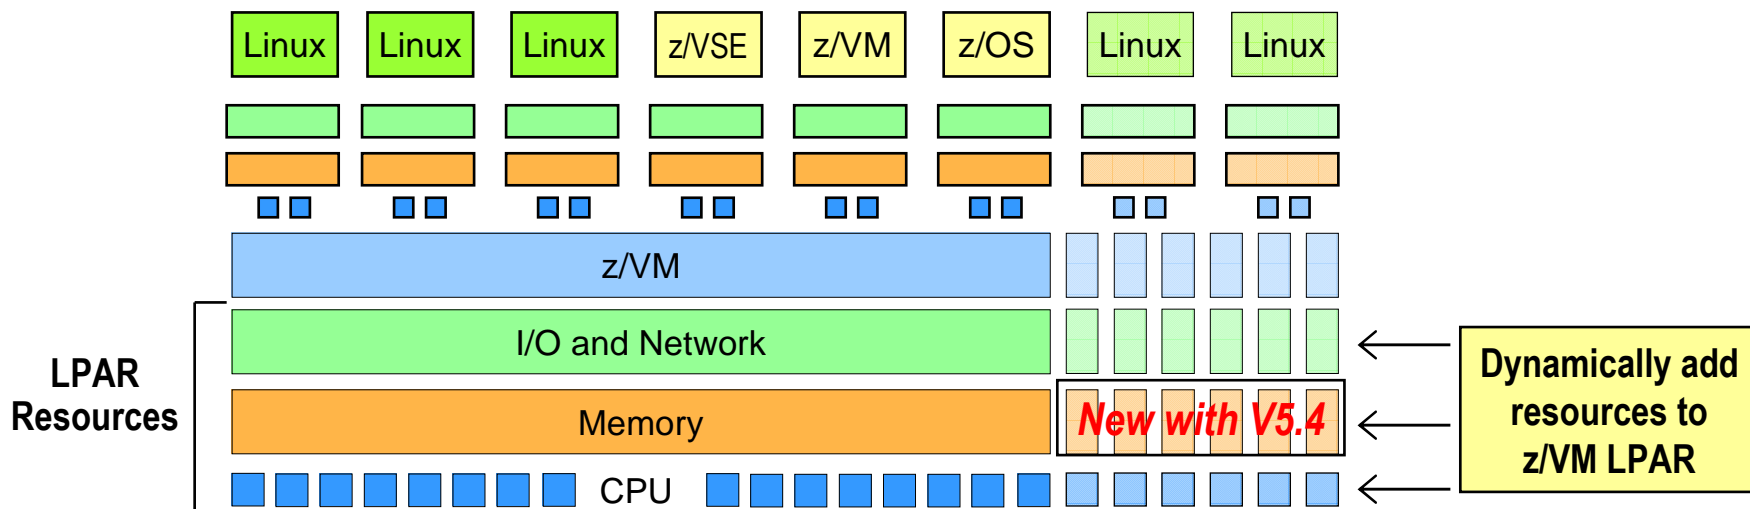 Linux Linux Linux z/VSE z/VM z/OS Linux Linux
z/VM
I/O and Network
LPAR
Resources
Memory
New with V5.4
CPU
Dynamically add
resources to
z/VM LPAR